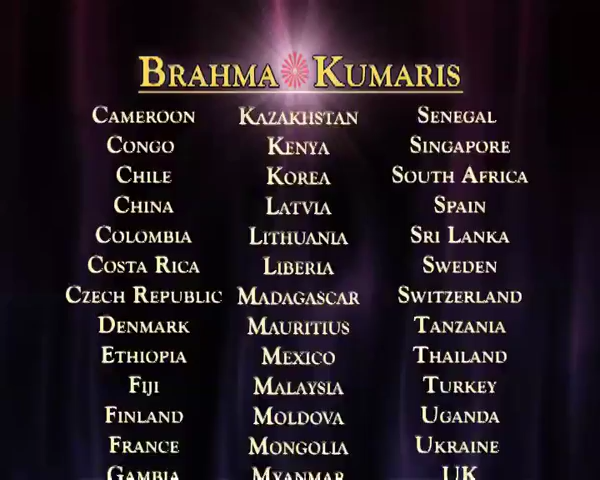 BRAHMA KUMARIS
CAMEROON KAZAKHSTAN SENEGAL
CONGO KENYA SINGAPORE
CHILE KOREA SOUTH AFRICA
CHINA LATVIA SPAIN
COLOMBIA LITHUANIA SRI LANKA
COSTA RICA LIBERIA SWEDEN
CZECH REPUBLIC MADAGASCAR SWITZERLAND
DENMARK MAURITIUS TANZANIA
ETHIOPIA MEXICO THAILAND
FIJI MALAYSIA TURKEY
FINLAND MOLDOVA UGANDA
FRANCE MONGOLIA UKRAINE
GAMBIA MYANMAR UK